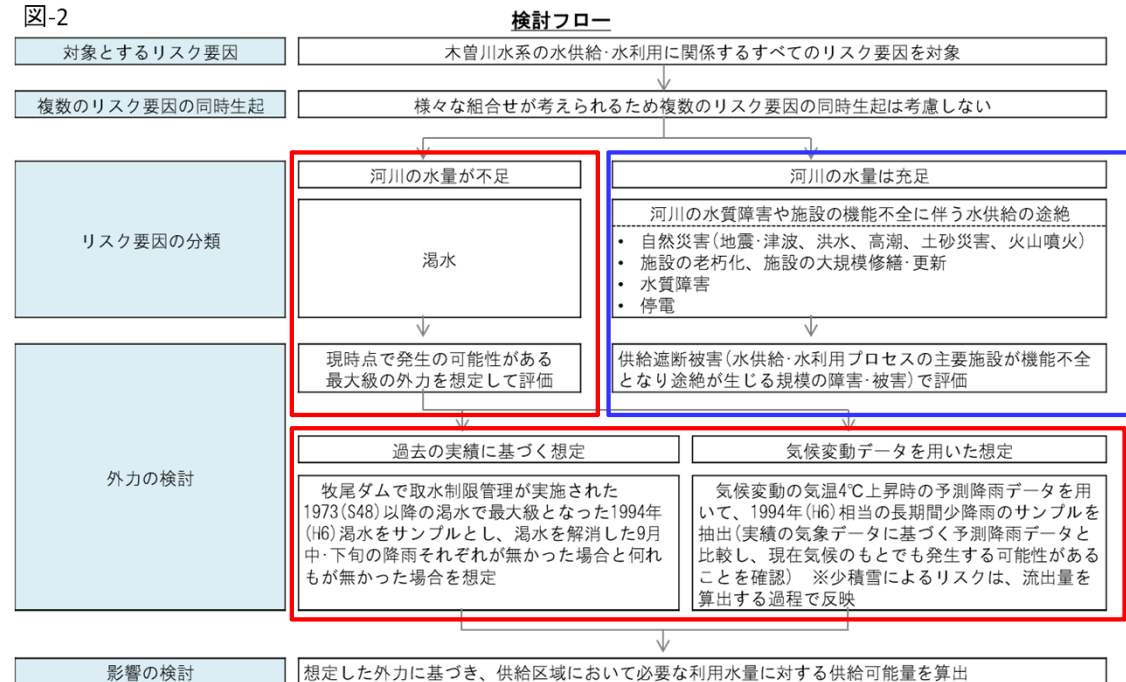 図-2
検討フロー
対象とするリスク要因
木曽川水系の水供給･水利用に関係するすべてのリスク要因を対象
複数のリスク要因の同時生起
様々な組合せが考えられるため複数のリスク要因の同時生起は考慮しない
リスク要因の分類
河川の水量が不足
渇水
河川の水量は充足
河川の水質障害や施設の機能不全に伴う水供給の途絶
• 自然災害(地震･津波、洪水、高潮、土砂災害、火山噴火)
• 施設の老朽化、施設の大規模修繕･更新
• 水質障害
• 停電
外力の検討
現時点で発生の可能性がある
最大級の外力を想定して評価
供給遮断被害(水供給･水利用プロセスの主要施設が機能不全
となり途絶が生じる規模の障害･被害)で評価
過去の実績に基づく想定
牧尾ダムで取水制限管理が実施された
1973(S48)以降の渇水で最大級となった1994年
(H6)渇水をサンプルとし、渇水を解消した9月
中･下旬の降雨それぞれが無かった場合と何れ
もが無かった場合を想定
気候変動データを用いた想定
気候変動の気温4℃上昇時の予測降雨データを用
いて、1994年(H6)相当の長期間少降雨のサンプルを
抽出(実績の気象データに基づく予測降雨データと
比較し、現在気候のもとでも発生する可能性がある
ことを確認) ※少積雪によるリスクは、流出量を
算出する過程で反映
影響の検討
想定した外力に基づき、供給区域において必要な利用水量に対する供給可能量を算出